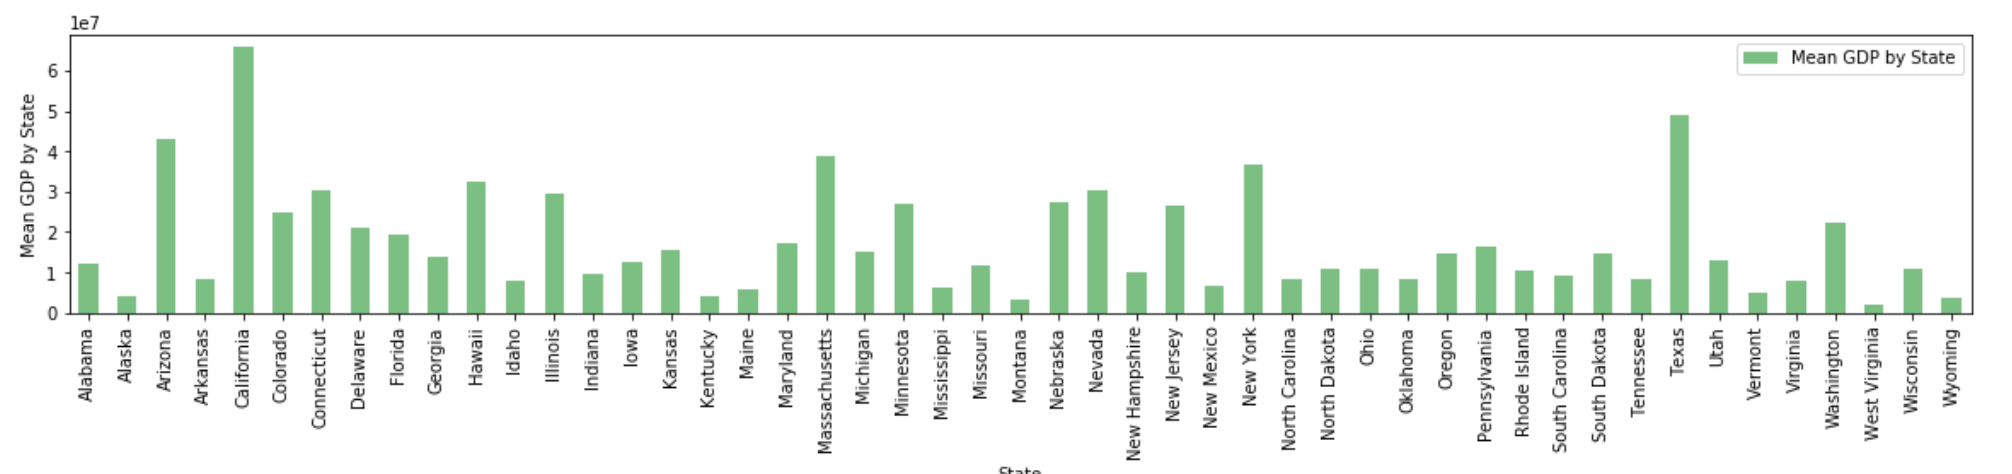 1e7
Mean GDP by State
6
5
4
3
2
1
0
Mean GDP by State
Alabama
Alaska
Arizona
Arkansas
California
Colorado
Connecticut
Delaware
Florida
Georgia
Hawaii
Idaho
Illinois
Indiana
Iowa
Kansas
Kentucky
Maine
Maryland
Massachusetts
Michigan
Minnesota
Mississippi
Missouri
Montana
Nebraska
Nevada
New Hampshire
New Jersey
New Mexico
New York
North Carolina
North Dakota
Ohio
Oklahoma
Oregon
Pennsylvania
Rhode Island
South Carolina
South Dakota
Tennessee
Texas
Utah
Vermont
Virginia
Washington
West Virginia
Wisconsin
Wyoming
State